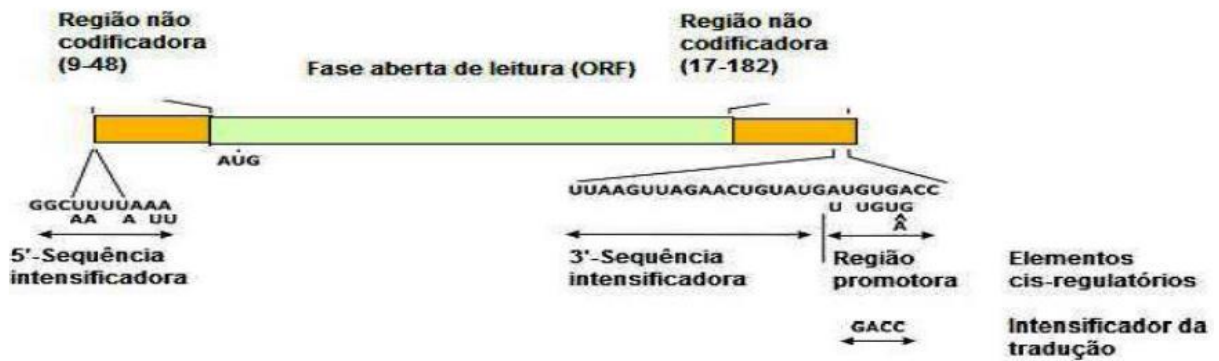 Região não
codificadora
(9-48)
Fase aberta de leitura (ORF)
Região não
codificadora
(17-182)
AUG
GGCUUUUAAA
AA A UU
5'-Sequência
intensificadora
UUAAGUUAGAACUGUAUGAUGUGACC
U UGUG
A
3'-Sequência
intensificadora
Região
promotora
Elementos
cis-regulatórios
GACC
Intensificador da
tradução